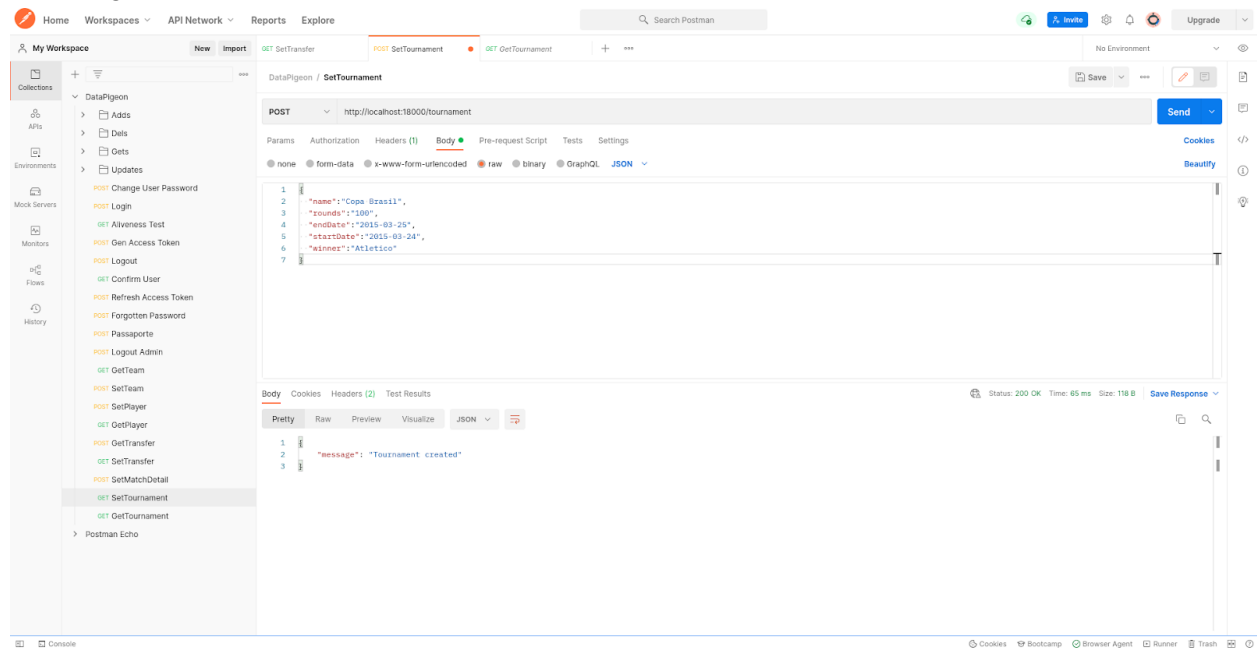 Home Workspaces API Network Reports Explore Search Postman Invite Upgrade
My Workspace New Import GET SetTransfer POST SetTournament GET GetTournament No Environment
Collections
APIs
Environments
Mock Servers
Monitors
Flows
History
DataPigeon
Adds
Dels
Gets
Updates
POST Change User Password
POST Login
GET Aliveness Test
POST Gen Access Token
POST Logout
GET Confirm User
POST Refresh Access Token
POST Forgotten Password
POST Passaporte
POST Logout Admin
GET GetTeam
POST SetTeam
POST SetPlayer
GET GetPlayer
POST GetTransfer
GET SetTransfer
POST SetMatchDetail
GET SetTournament
GET GetTournament
Postman Echo
DataPigeon / SetTournament Save
POST http://localhost:18000/tournament Send
Params Authorization Headers (1) Body Pre-request Script Tests Settings Cookies
none form-data x-www-form-urlencoded raw binary GraphQL JSON Beautify
1 {
2 "name":"Copa Brasil",
3 "rounds":"100",
4 "endDate":"2015-03-25",
5 "startDate":"2015-03-24",
6 "winner":"Atletico"
7 }
Body Cookies Headers (2) Test Results Status: 200 OK Time: 65 ms Size: 118 B Save Response
Pretty Raw Preview Visualize JSON
1 {
2 "message": "Tournament created"
3 }
Console Cookies Bootcamp Browser Agent Runner Trash